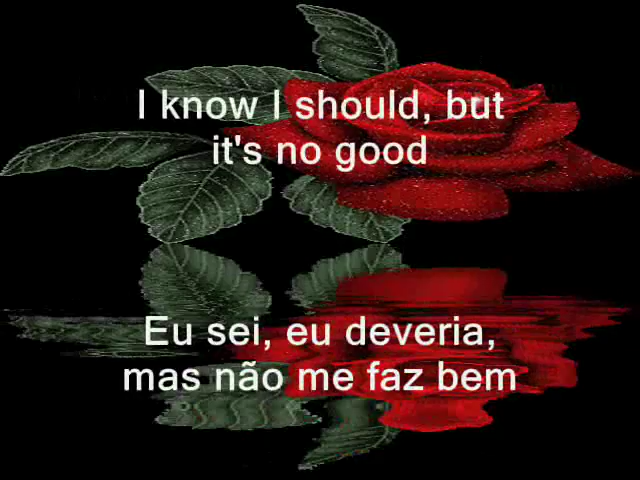 I know I should, but
it's no good
Eu sei, eu deveria,
mas não me faz bem